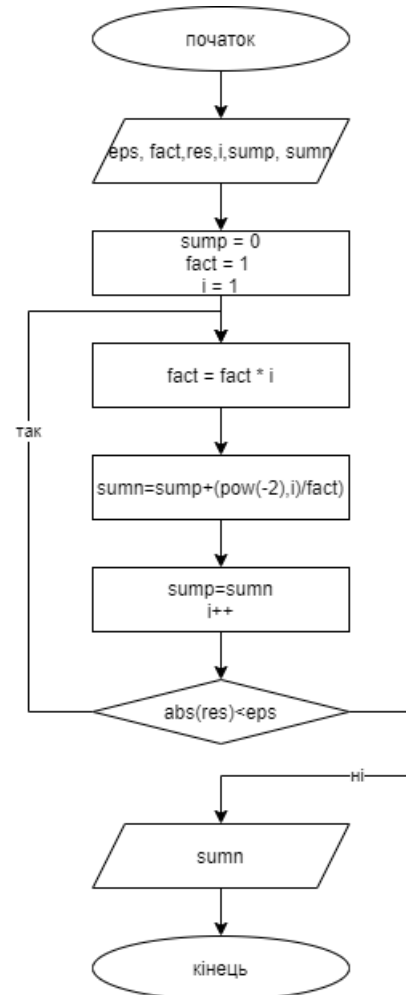 початок
eps, fact,res,i,sump, sumn
sump = 0
fact = 1
i = 1
fact = fact * i
так
sumn=sump+(pow(-2),i)/fact)
sump=sumn
i++
abs(res)<eps
ні
sumn
кінець